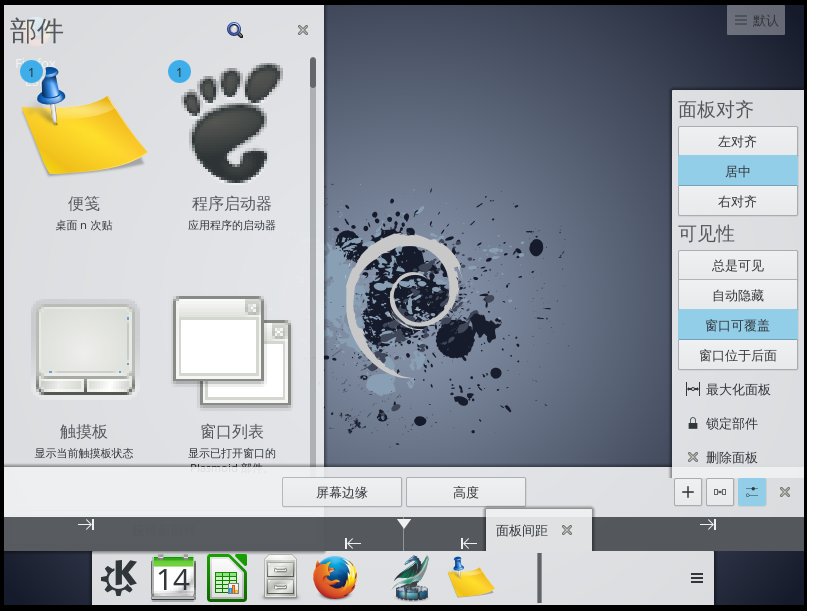 部件
默认
1
1
便笺
桌面 n 次贴
程序启动器
应用程序的启动器
触摸板
显示当前触摸板状态
窗口列表
显示已打开窗口的
Plasmoid 部件。
面板对齐
左对齐
居中
右对齐
可见性
总是可见
自动隐藏
窗口可覆盖
窗口位于后面
最大化面板
锁定部件
删除面板
屏幕边缘
高度
面板间距
14